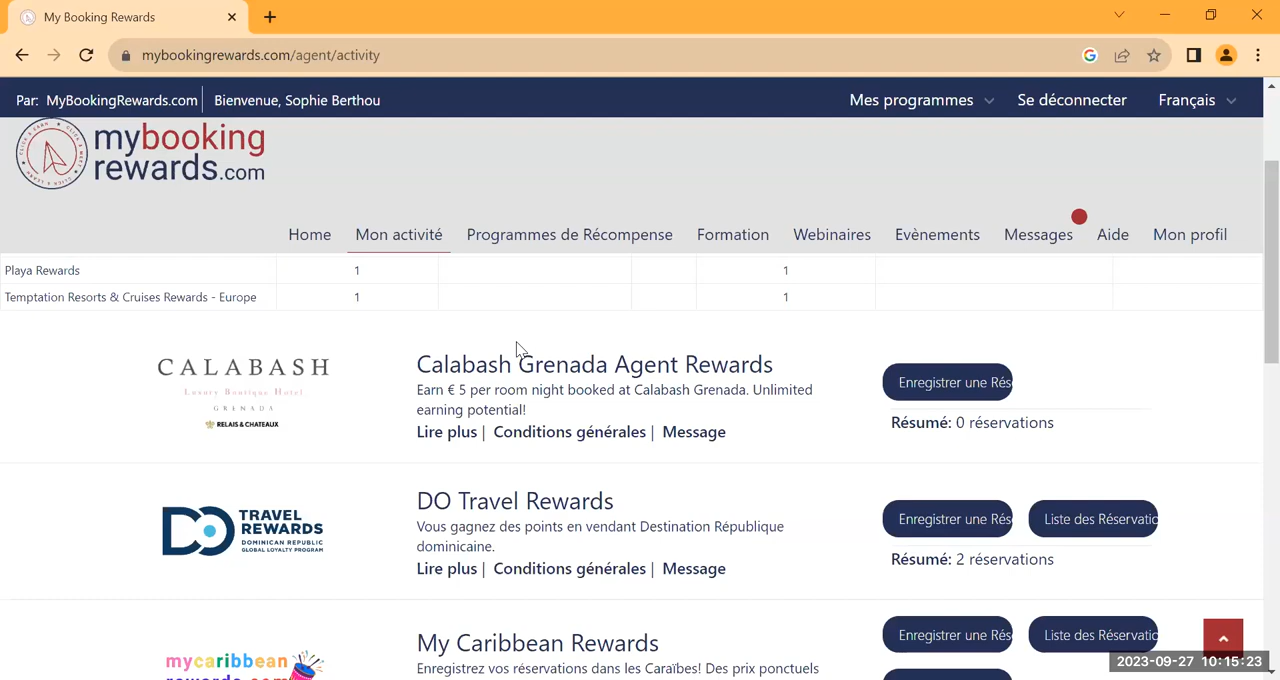 My Booking Rewards
mybookingrewards.com/agent/activity
Par: MyBookingRewards.com Bienvenue, Sophie Berthou Mes programmes Se déconnecter Français
mybooking
rewards.com
Home Mon activité Programmes de Récompense Formation Webinaires Evènements Messages Aide Mon profil
Playa Rewards 1 1
Temptation Resorts & Cruises Rewards - Europe 1 1
CALABASH
Luxury Boutique Hotel
GRENADA
RELAIS & CHATEAUX
Calabash Grenada Agent Rewards
Earn € 5 per room night booked at Calabash Grenada. Unlimited
earning potential!
Lire plus | Conditions générales | Message
Enregistrer une Rés
Résumé: 0 réservations
DO TRAVEL
REWARDS
DOMINICAN REPUBLIC
GLOBAL LOYALTY PROGRAM
DO Travel Rewards
Vous gagnez des points en vendant Destination République
dominicaine.
Lire plus | Conditions générales | Message
Enregistrer une Rés Liste des Réservatio
Résumé: 2 réservations
mycaribbean
rewards.com
My Caribbean Rewards
Enregistrez vos réservations dans les Caraïbes! Des prix ponctuels
Enregistrer une Rés Liste des Réservatio
2023-09-27 10:15:23